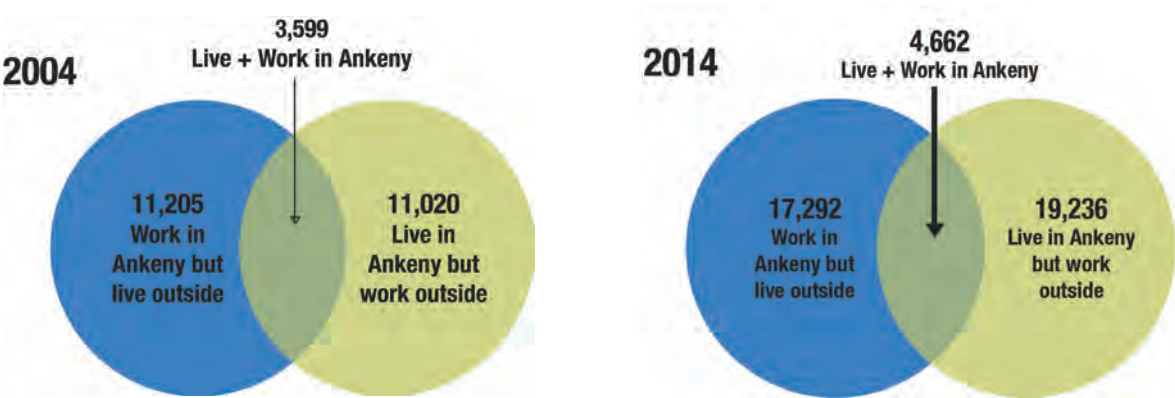 2004
3,599
Live + Work in Ankeny
11,205
Work in
Ankeny but
live outside
11,020
Live in
Ankeny but
work outside
2014
4,662
Live + Work in Ankeny
17,292
Work in
Ankeny but
live outside
19,236
Live in Ankeny
but work
outside